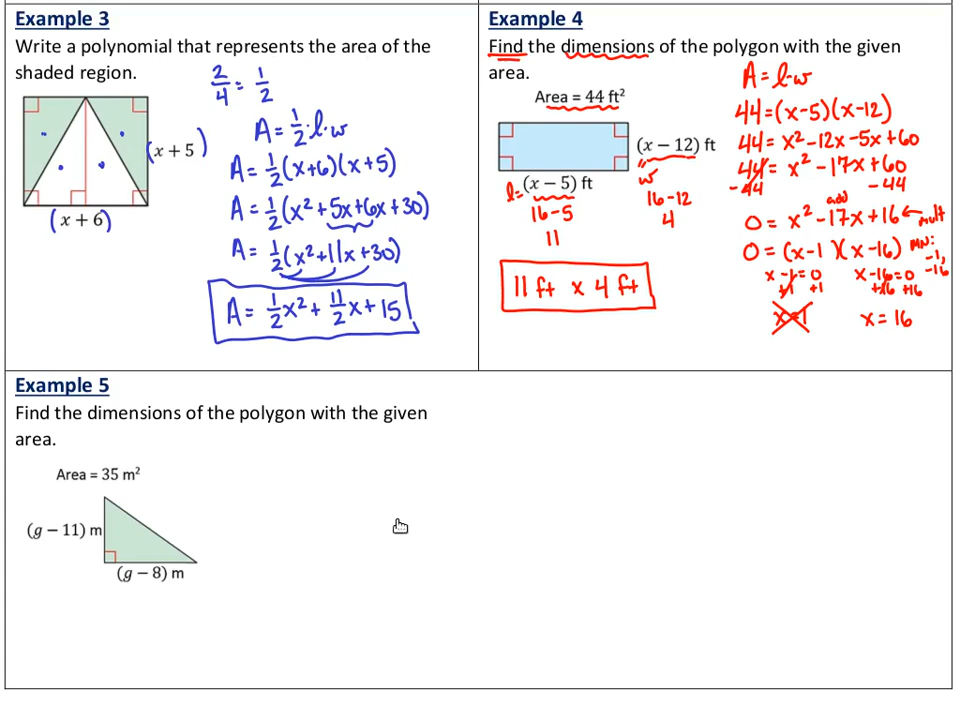 Example 3
Write a polynomial that represents the area of the
shaded region.
2/4 = 1/2
A = 1/2 · l · w
(x + 5)
A = 1/2(x+6)(x+5)
(x + 6)
A = 1/2(x² + 5x + 6x + 30)
A = 1/2(x² + 11x + 30)
A = 1/2x² + 11/2x + 15
Example 4
Find the dimensions of the polygon with the given
area.
Area = 44 ft²
(x − 12) ft
w
16-12
4
l = (x − 5) ft
16-5
11
11 ft x 4 ft
A = l·w
44 = (x-5)(x-12)
44 = x² - 12x - 5x + 60
44 = x² - 17x + 60
-44 -44
add
0 = x² - 17x + 16 ← mult
0 = (x-1)(x-16) MN:
-1,
-16
x - 1 = 0 x - 16 = 0
+1 +1 +16 +16
x=1 x = 16
Example 5
Find the dimensions of the polygon with the given
area.
Area = 35 m²
(g − 11) m
(g − 8) m